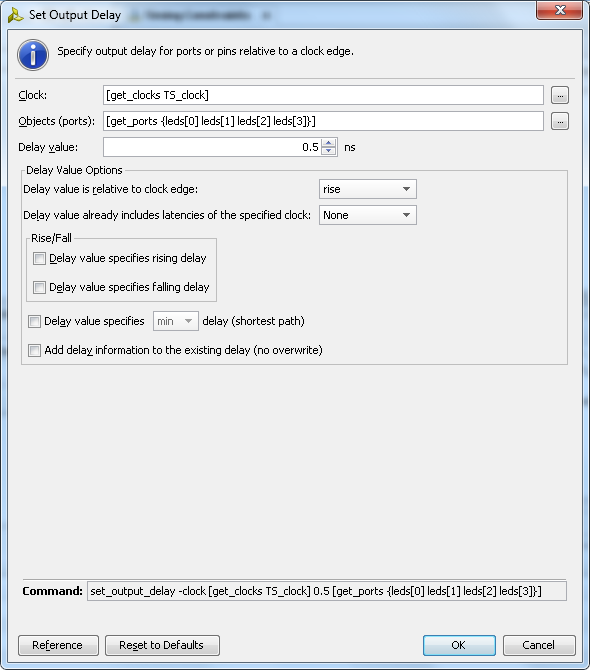 Set Output Delay
Timing Constraints
Specify output delay for ports or pins relative to a clock edge.
Clock: [get_clocks TS_clock] ...
Objects (ports): [get_ports {leds[0] leds[1] leds[2] leds[3]}] ...
Delay value: 0.5 ns
Delay Value Options
Delay value is relative to clock edge: rise
Delay value already includes latencies of the specified clock: None
Rise/Fall
Delay value specifies rising delay
Delay value specifies falling delay
Delay value specifies min delay (shortest path)
Add delay information to the existing delay (no overwrite)
Command: set_output_delay -clock [get_clocks TS_clock] 0.5 [get_ports {leds[0] leds[1] leds[2] leds[3]}]
Reference Reset to Defaults OK Cancel